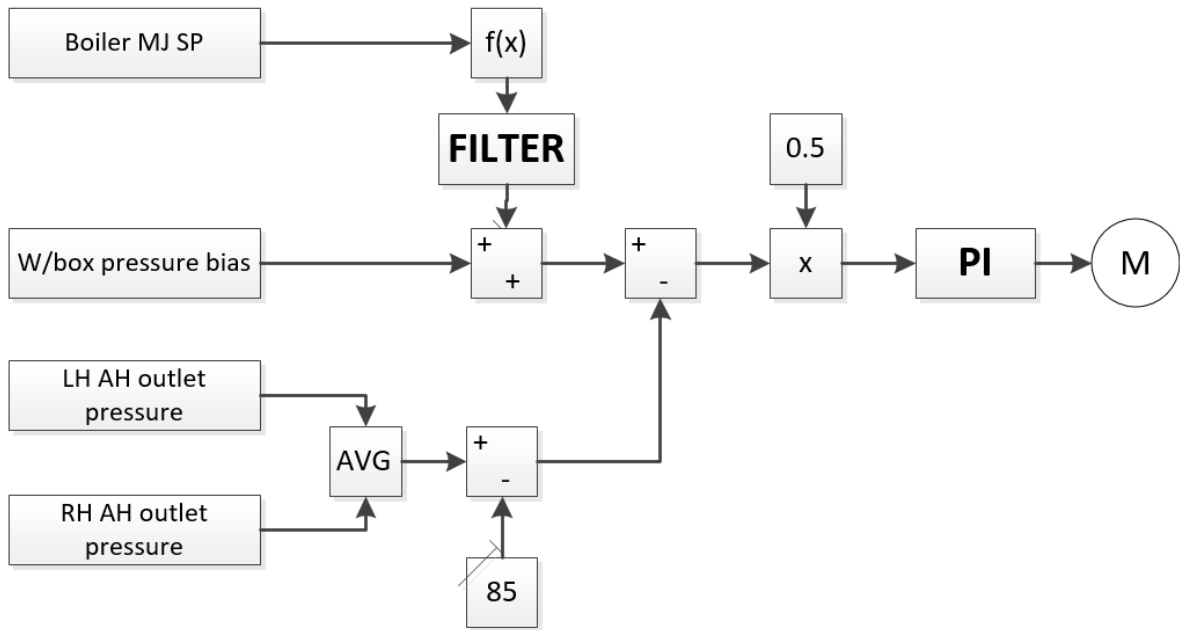 Boiler MJ SP
f(x)
FILTER
0.5
W/box pressure bias
+
+
+
-
x
PI
M
LH AH outlet
pressure
AVG
+
-
RH AH outlet
pressure
85